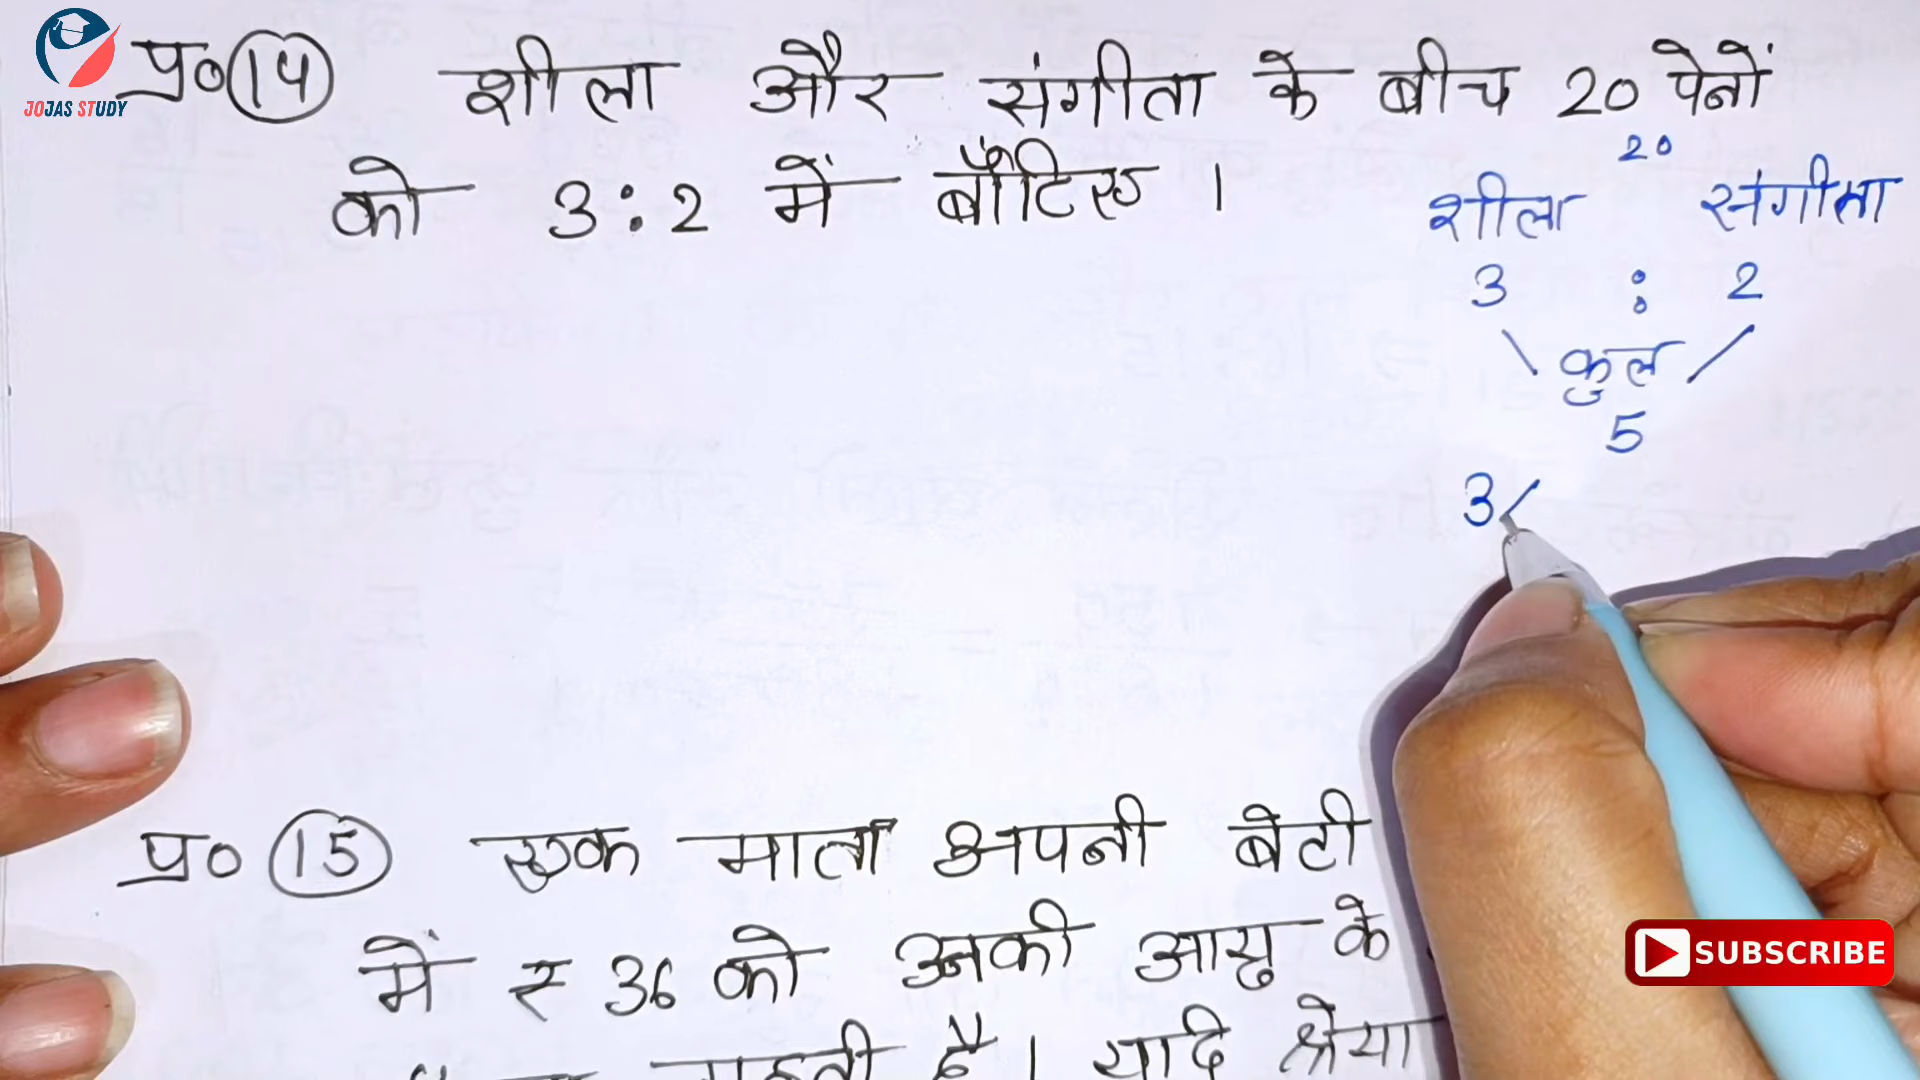 JOJAS STUDY
प्र० 14 शीला और संगीता के बीच 20 पेनों
को 3:2 में बाँटिए ।
20
शीला संगीता
3 : 2
कुल
5
3/
प्र० 15 एक माता अपनी बेटी
में ₹ 36 को उनकी आयु के
चाहती है । यदि श्रेया
SUBSCRIBE